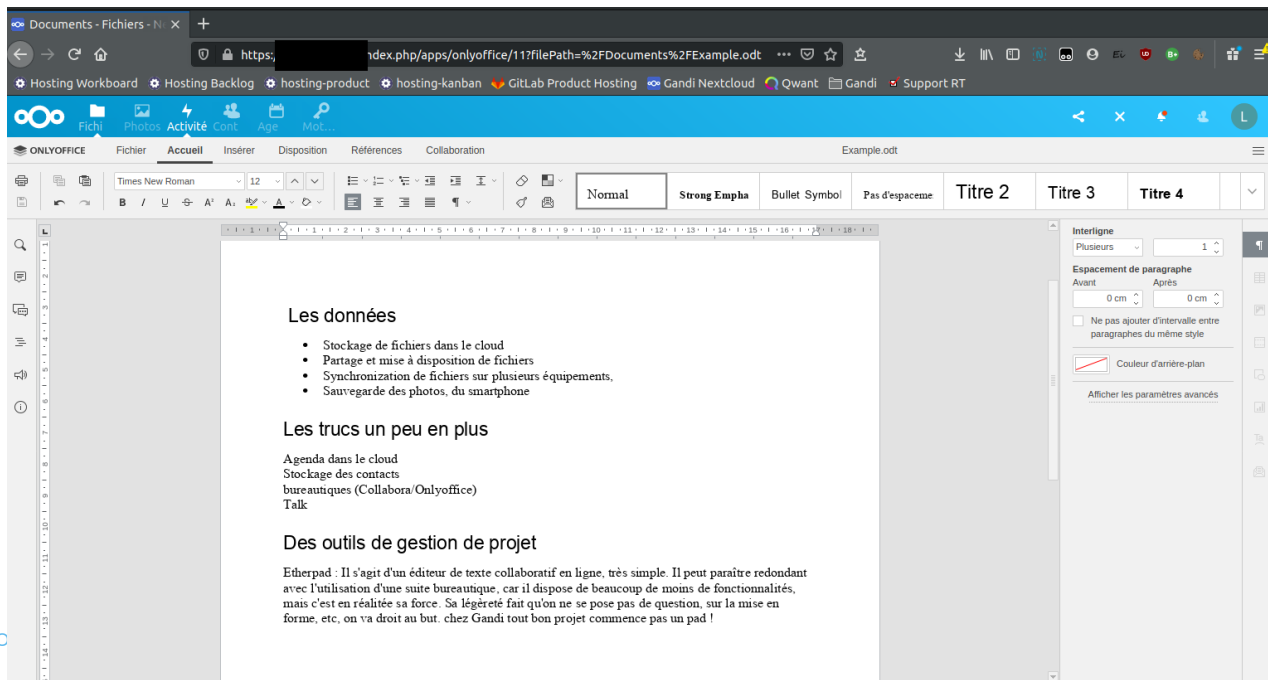 Documents - Fichiers - N
https: ndex.php/apps/onlyoffice/11?filePath=%2FDocuments%2FExample.odt
Hosting Workboard Hosting Backlog hosting-product hosting-kanban GitLab Product Hosting Gandi Nextcloud Qwant Gandi Support RT
Fichi Photos Activité Cont Age Mot... L
ONLYOFFICE Fichier Accueil Insérer Disposition Références Collaboration Example.odt
Times New Roman 12 Normal Strong Empha Bullet Symbol Pas d'espaceme Titre 2 Titre 3 Titre 4
Interligne
Plusieurs 1
Espacement de paragraphe
Avant Après
0 cm 0 cm
Ne pas ajouter d'intervalle entre
paragraphes du même style
Couleur d'arrière-plan
Afficher les paramètres avancés
Les données
• Stockage de fichiers dans le cloud
• Partage et mise à disposition de fichiers
• Synchronization de fichiers sur plusieurs équipements,
• Sauvegarde des photos, du smartphone
Les trucs un peu en plus
Agenda dans le cloud
Stockage des contacts
bureautiques (Collabora/Onlyoffice)
Talk
Des outils de gestion de projet
Etherpad : Il s'agit d'un éditeur de texte collaboratif en ligne, très simple. Il peut paraître redondant
avec l'utilisation d'une suite bureautique, car il dispose de beaucoup de moins de fonctionnalités,
mais c'est en réalitée sa force. Sa légèreté fait qu'on ne se pose pas de question, sur la mise en
forme, etc, on va droit au but. chez Gandi tout bon projet commence pas un pad !